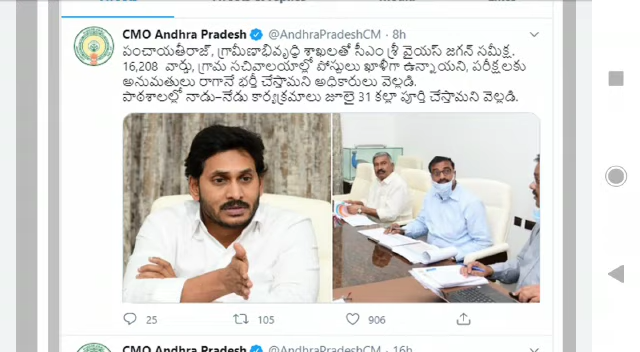 CMO Andhra Pradesh @AndhraPradeshCM · 8h
పంచాయతీరాజ్, గ్రామీణాభివృద్ధి శాఖలతో సీఎం శ్రీ వైయస్ జగన్ సమీక్ష.
16,208 వార్డు, గ్రామ సచివాలయాల్లో పోస్టులు ఖాళీగా ఉన్నాయని, పరీక్షలకు
అనుమతులు రాగానే భర్తీ చేస్తామని అధికారులు వెల్లడి.
పాఠశాలల్లో నాడు–నేడు కార్యక్రమాలు జూలై 31 కల్లా పూర్తి చేస్తామని వెల్లడి.
25 105 906
CMO Andhra Pradesh @AndhraPradeshCM · 16h